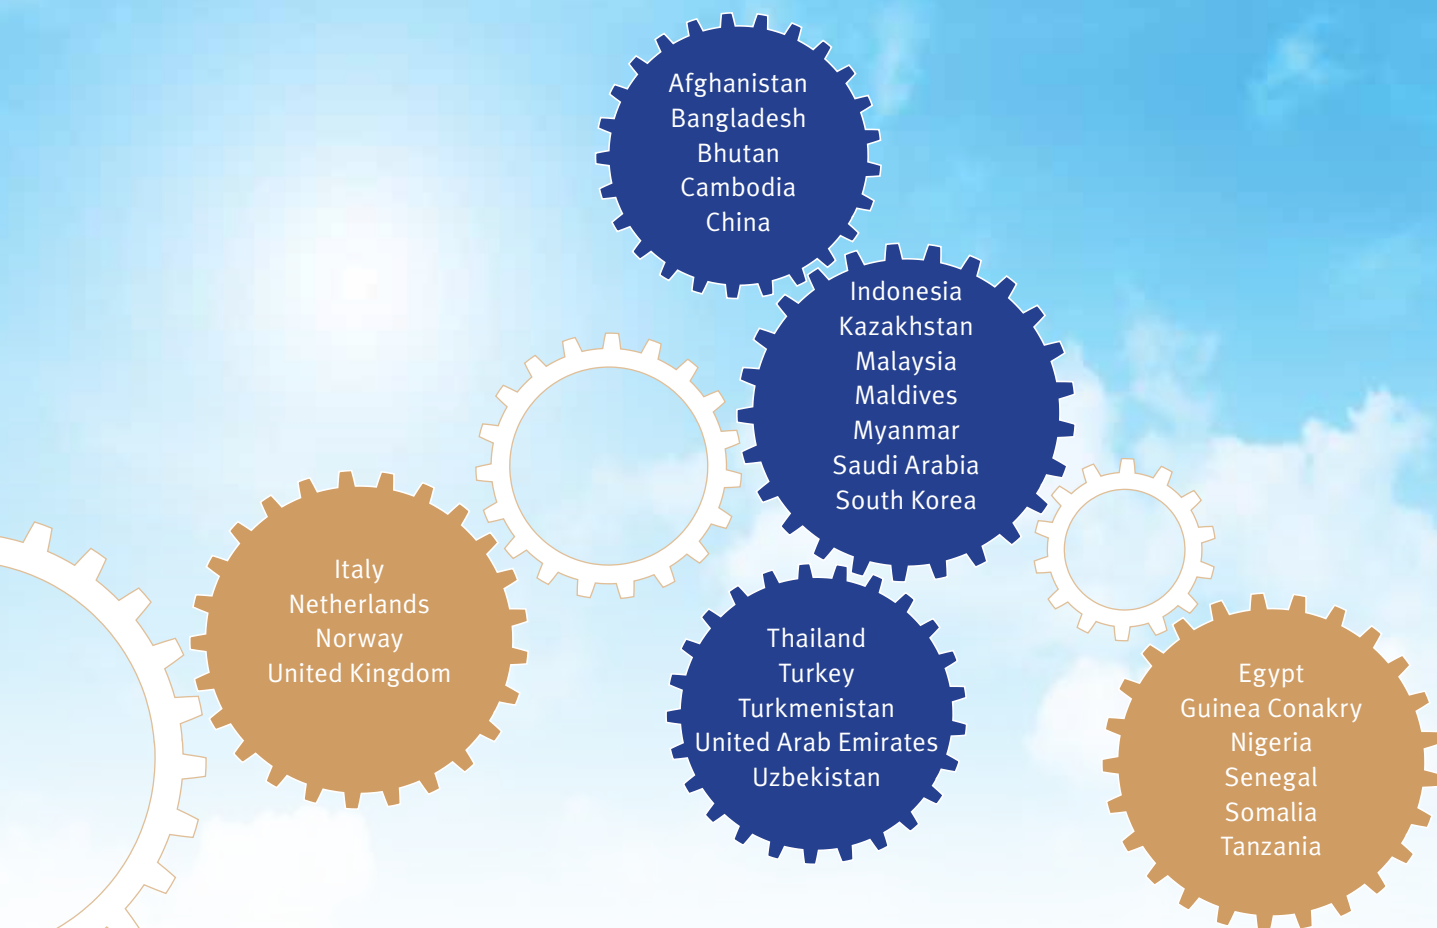 Afghanistan
Bangladesh
Bhutan
Cambodia
China
Indonesia
Kazakhstan
Malaysia
Maldives
Myanmar
Saudi Arabia
South Korea
Italy
Netherlands
Norway
United Kingdom
Thailand
Turkey
Turkmenistan
United Arab Emirates
Uzbekistan
Egypt
Guinea Conakry
Nigeria
Senegal
Somalia
Tanzania